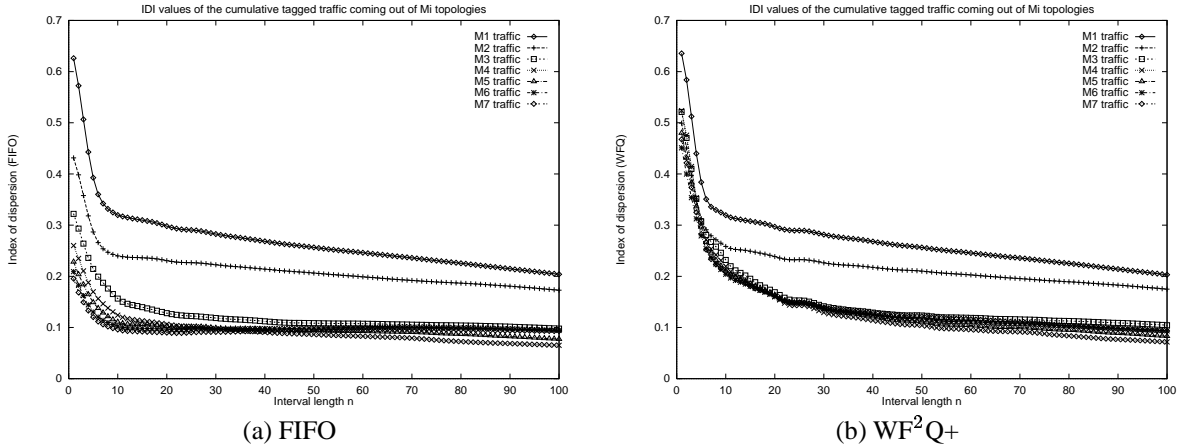 IDI values of the cumulative tagged traffic coming out of Mi topologies
0.7
0.6
0.5
0.4
0.3
0.2
0.1
0
Index of dispersion (FIFO)
M1 traffic
M2 traffic
M3 traffic
M4 traffic
M5 traffic
M6 traffic
M7 traffic
0 10 20 30 40 50 60 70 80 90 100
Interval length n
(a) FIFO
IDI values of the cumulative tagged traffic coming out of Mi topologies
0.7
0.6
0.5
0.4
0.3
0.2
0.1
0
Index of dispersion (WFQ)
M1 traffic
M2 traffic
M3 traffic
M4 traffic
M5 traffic
M6 traffic
M7 traffic
0 10 20 30 40 50 60 70 80 90 100
Interval length n
(b) WF²Q+